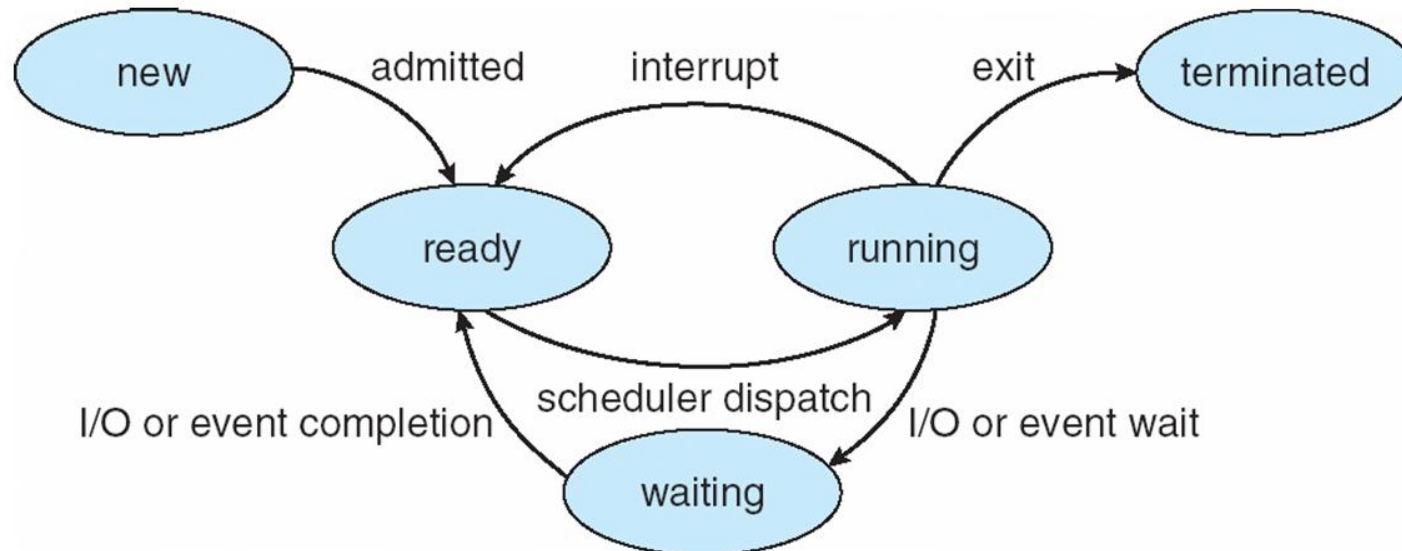 new
admitted
interrupt
exit
terminated
ready
running
I/O or event completion
scheduler dispatch
I/O or event wait
waiting